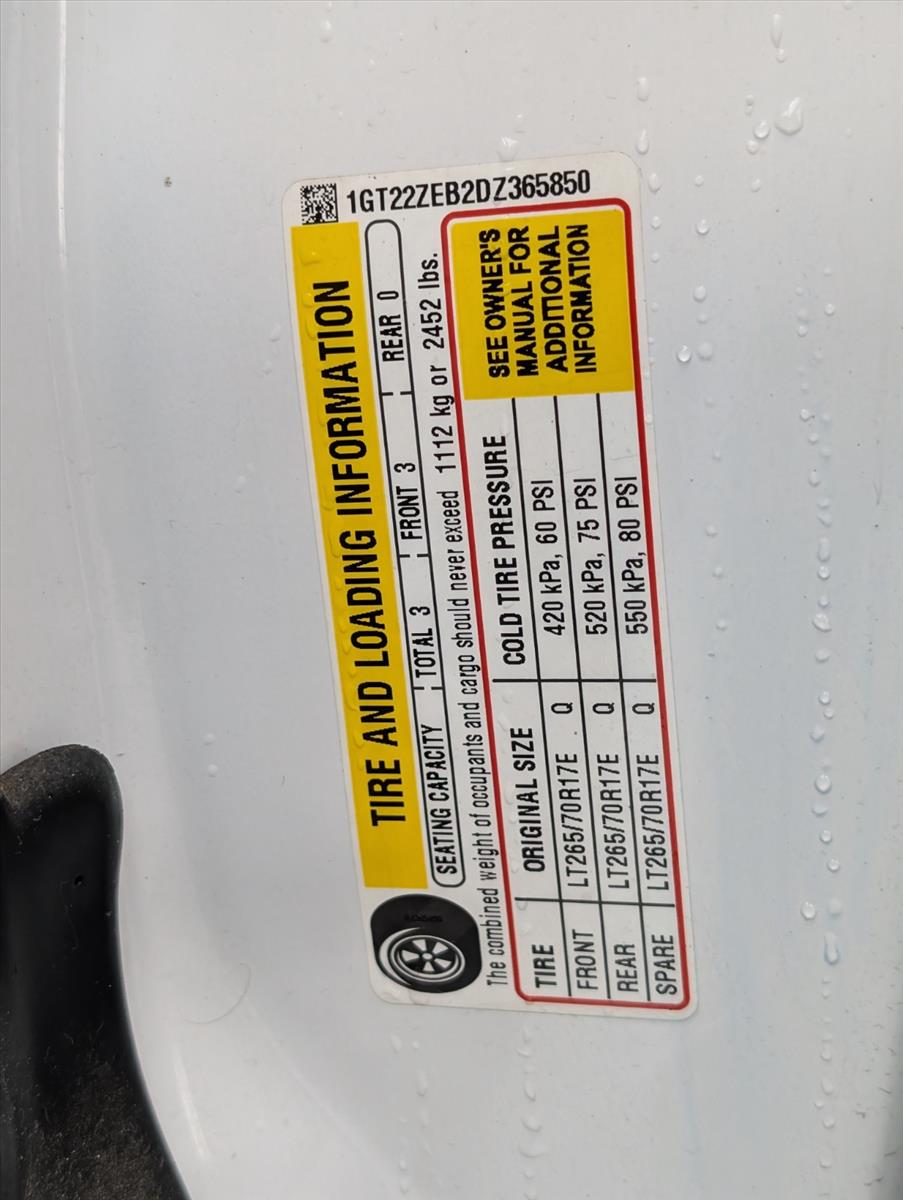 1GT22ZEB2DZ365850
TIRE AND LOADING INFORMATION
SEATING CAPACITY TOTAL 3 FRONT 3 REAR 0
The combined weight of occupants and cargo should never exceed 1112 kg or 2452 lbs.
TIRE ORIGINAL SIZE COLD TIRE PRESSURE
FRONT LT265/70R17E Q 420 kPa, 60 PSI
REAR LT265/70R17E Q 520 kPa, 75 PSI
SPARE LT265/70R17E Q 550 kPa, 80 PSI
SEE OWNER'S
MANUAL FOR
ADDITIONAL
INFORMATION